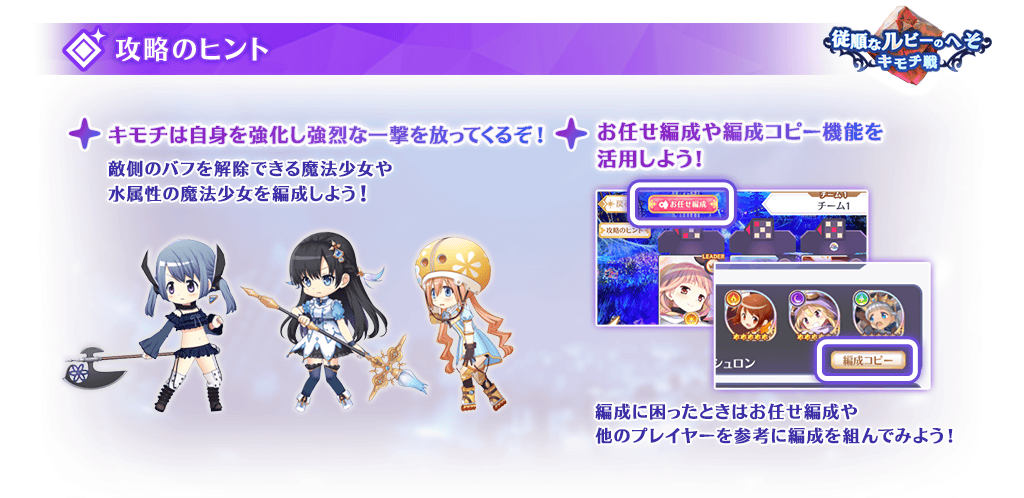 攻略のヒント
従順なルビーのへそ
キモチ戦
キモチは自身を強化し強烈な一撃を放ってくるぞ！
敵側のバフを解除できる魔法少女や
水属性の魔法少女を編成しよう！
お任せ編成や編成コピー機能を
活用しよう！
お任せ編成
チーム1
攻略のヒント
LEADER
シュロン
編成コピー
編成に困ったときはお任せ編成や
他のプレイヤーを参考に編成を組んでみよう！